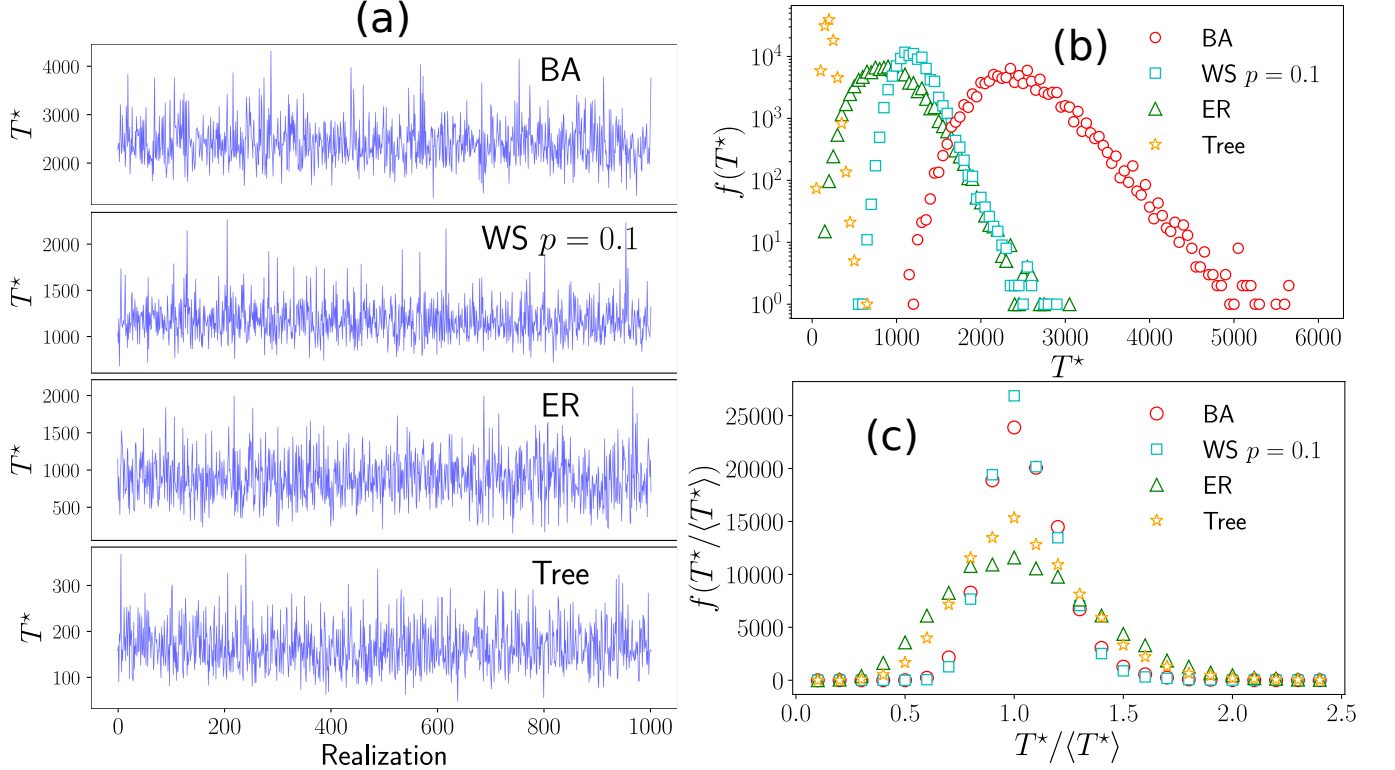 (a)
BA
4000
3000
2000
T*
WS p = 0.1
2000
1500
1000
T*
ER
2000
1500
1000
500
T*
Tree
300
200
100
T*
0 200 400 600 800 1000
Realization
(b)
BA
WS p = 0.1
ER
Tree
10^4
10^3
10^2
10^1
10^0
f(T*)
0 1000 2000 3000 4000 5000 6000
T*
(c)
BA
WS p = 0.1
ER
Tree
25000
20000
15000
10000
5000
0
f(T*/⟨T*⟩)
0.0 0.5 1.0 1.5 2.0 2.5
T*/⟨T*⟩